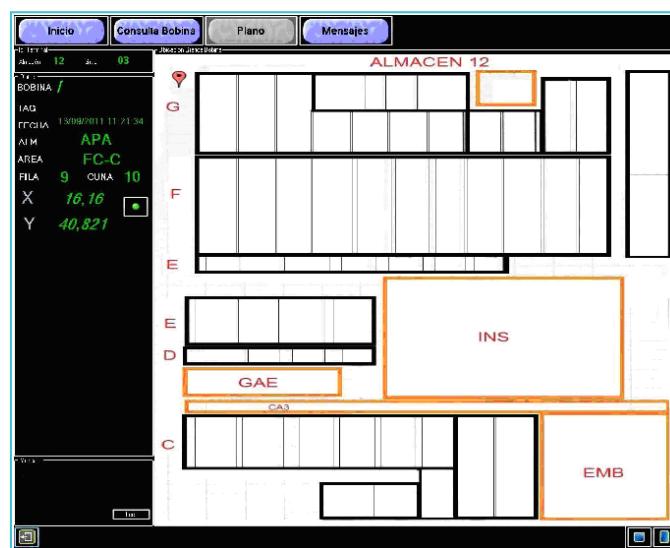 Inicio
Consulta Bobina
Plano
Mensajes
12
03
ALMACEN 12
BOBINA
TAG
FECHA 13/09/2011 11:21:34
ALM APA
AREA FC-C
FILA 9 CUNA 10
X 16,16
Y 40,821
G
F
E
E
D
C
INS
GAE
CA3
EMB